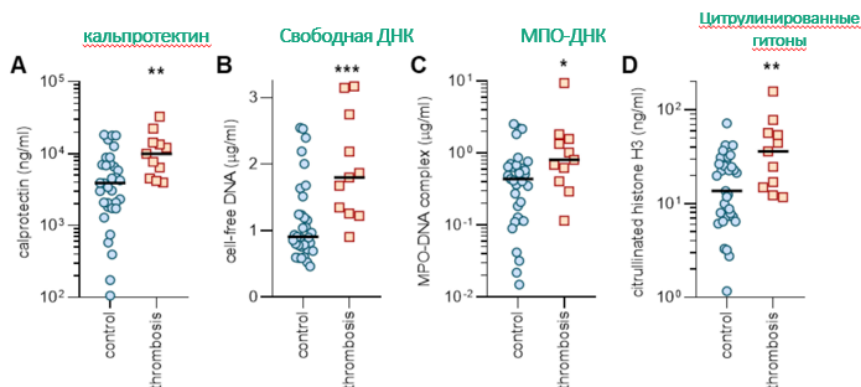 кальпротектин
Свободная ДНК
МПО-ДНК
Цитрулинированные
гитоны
A
**
calprotectin (ng/ml)
10⁵
10⁴
10³
10²
control
thrombosis
B
***
cell-free DNA (μg/ml)
3
2
1
0
control
thrombosis
C
*
MPO-DNA complex (μg/ml)
10¹
10⁰
10⁻¹
10⁻²
control
thrombosis
D
**
citrullinated histone H3 (ng/ml)
10²
10¹
10⁰
control
thrombosis